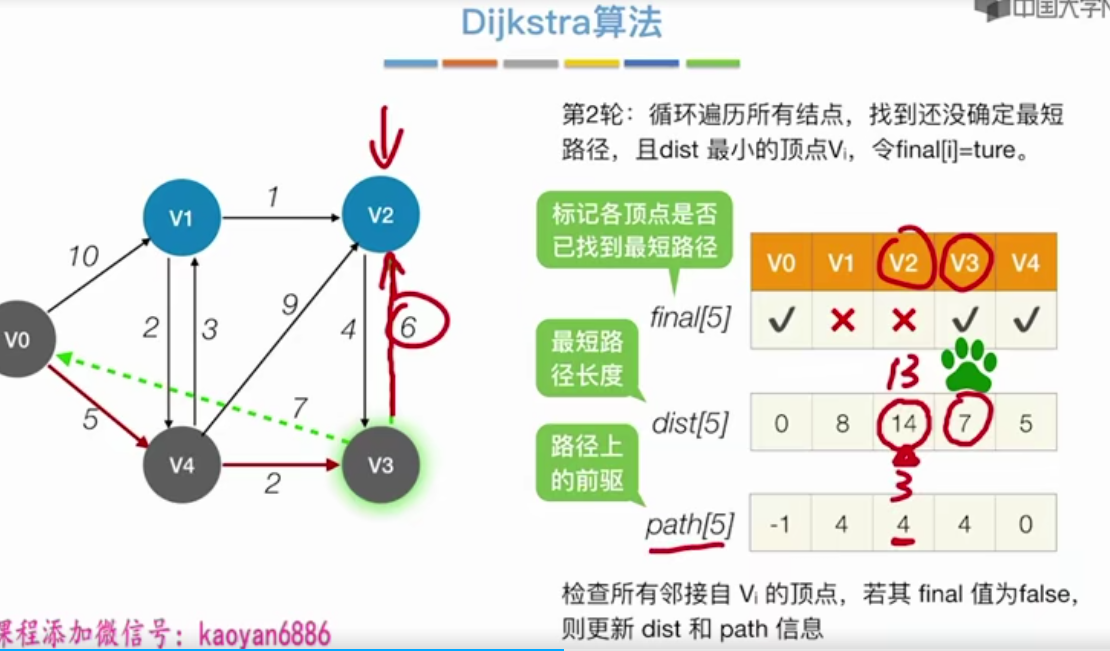 Dijkstra算法
中国大学
第2轮：循环遍历所有结点，找到还没确定最短
路径，且dist 最小的顶点Vᵢ，令final[i]=ture。
标记各顶点是否
已找到最短路径
V0 V1 V2 V3 V4
final[5] ✓ × × ✓ ✓
最短路
径长度
13
dist[5] 0 8 14 7 5
路径上
的前驱
3
path[5] -1 4 4 4 0
检查所有邻接自 Vᵢ 的顶点，若其 final 值为false，
则更新 dist 和 path 信息
V1
1
V2
10
2
3
9
4
6
V0
5
7
V4
2
V3
课程添加微信号：kaoyan6886